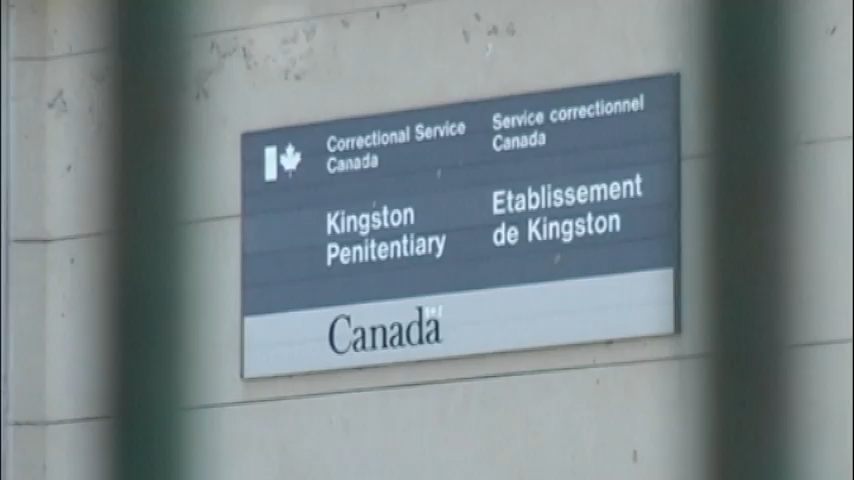 Correctional Service
Canada
Service correctionnel
Canada
Kingston
Penitentiary
Etablissement
de Kingston
Canada